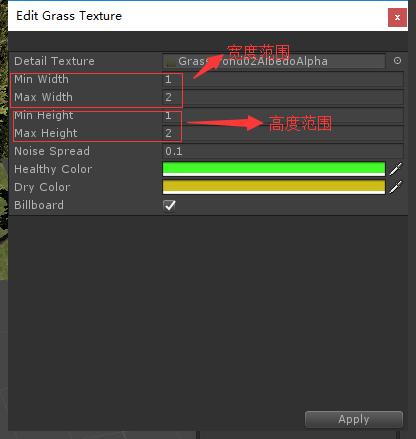 Edit Grass Texture
x
Detail Texture GrassFrond02AlbedoAlpha
宽度范围
Min Width 1
Max Width 2
Min Height 1
高度范围
Max Height 2
Noise Spread 0.1
Healthy Color
Dry Color
Billboard
Apply